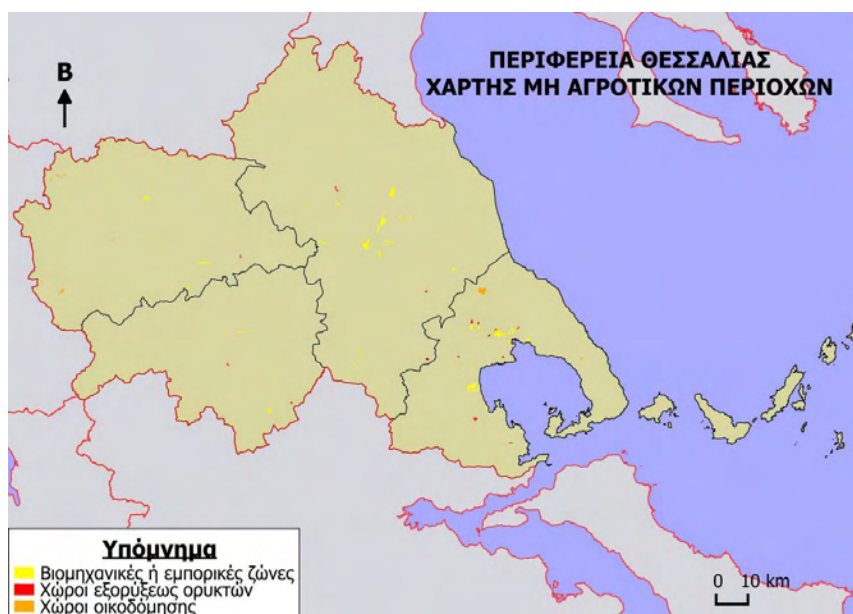 ΠΕΡΙΦΕΡΕΙΑ ΘΕΣΣΑΛΙΑΣ
ΧΑΡΤΗΣ ΜΗ ΑΓΡΟΤΙΚΩΝ ΠΕΡΙΟΧΩΝ
Β
Υπόμνημα
Βιομηχανικές ή εμπορικές ζώνες
Χώροι εξορύξεως ορυκτών
Χώροι οικοδόμησης
0 10 km